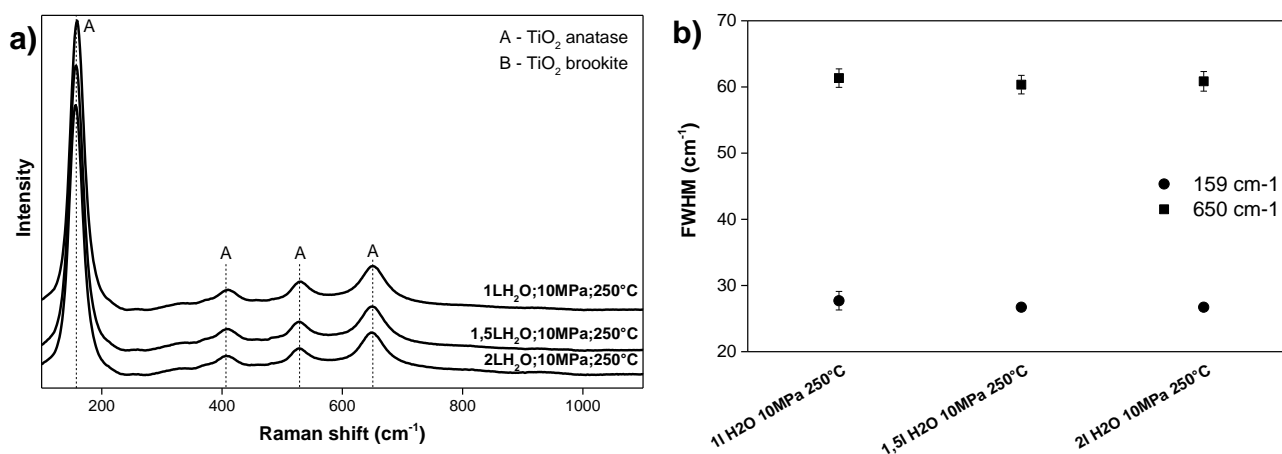 a)
A
A - TiO₂ anatase
B - TiO₂ brookite
Intensity
A
A
A
1LH₂O;10MPa;250°C
1,5LH₂O;10MPa;250°C
2LH₂O;10MPa;250°C
200
400
600
800
1000
Raman shift (cm⁻¹)
b)
70
60
50
40
30
20
FWHM (cm⁻¹)
159 cm-1
650 cm-1
1l H2O 10MPa 250°C
1,5l H2O 10MPa 250°C
2l H2O 10MPa 250°C